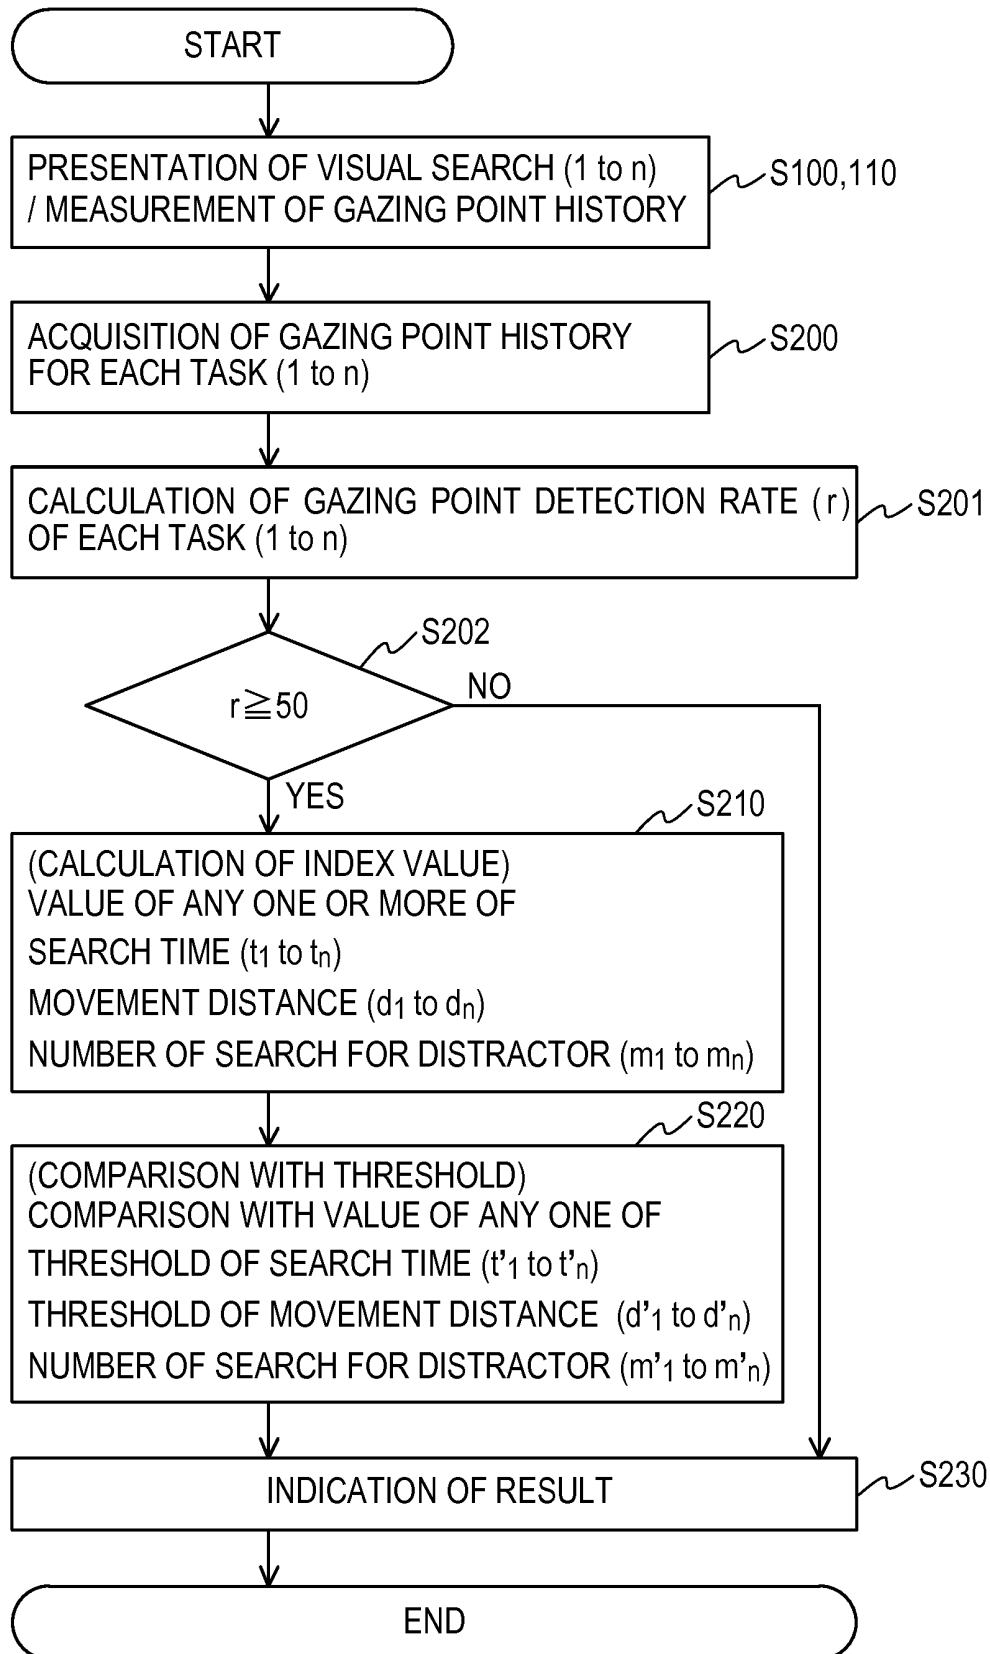 START
PRESENTATION OF VISUAL SEARCH (1 to n)
/ MEASUREMENT OF GAZING POINT HISTORY
S100,110
ACQUISITION OF GAZING POINT HISTORY
FOR EACH TASK (1 to n)
S200
CALCULATION OF GAZING POINT DETECTION RATE (r)
OF EACH TASK (1 to n)
S201
S202
r≧50
NO
YES
S210
(CALCULATION OF INDEX VALUE)
VALUE OF ANY ONE OR MORE OF
SEARCH TIME (t1 to tn)
MOVEMENT DISTANCE (d1 to dn)
NUMBER OF SEARCH FOR DISTRACTOR (m1 to mn)
S220
(COMPARISON WITH THRESHOLD)
COMPARISON WITH VALUE OF ANY ONE OF
THRESHOLD OF SEARCH TIME (t’1 to t’n)
THRESHOLD OF MOVEMENT DISTANCE (d’1 to d’n)
NUMBER OF SEARCH FOR DISTRACTOR (m’1 to m’n)
INDICATION OF RESULT
S230
END